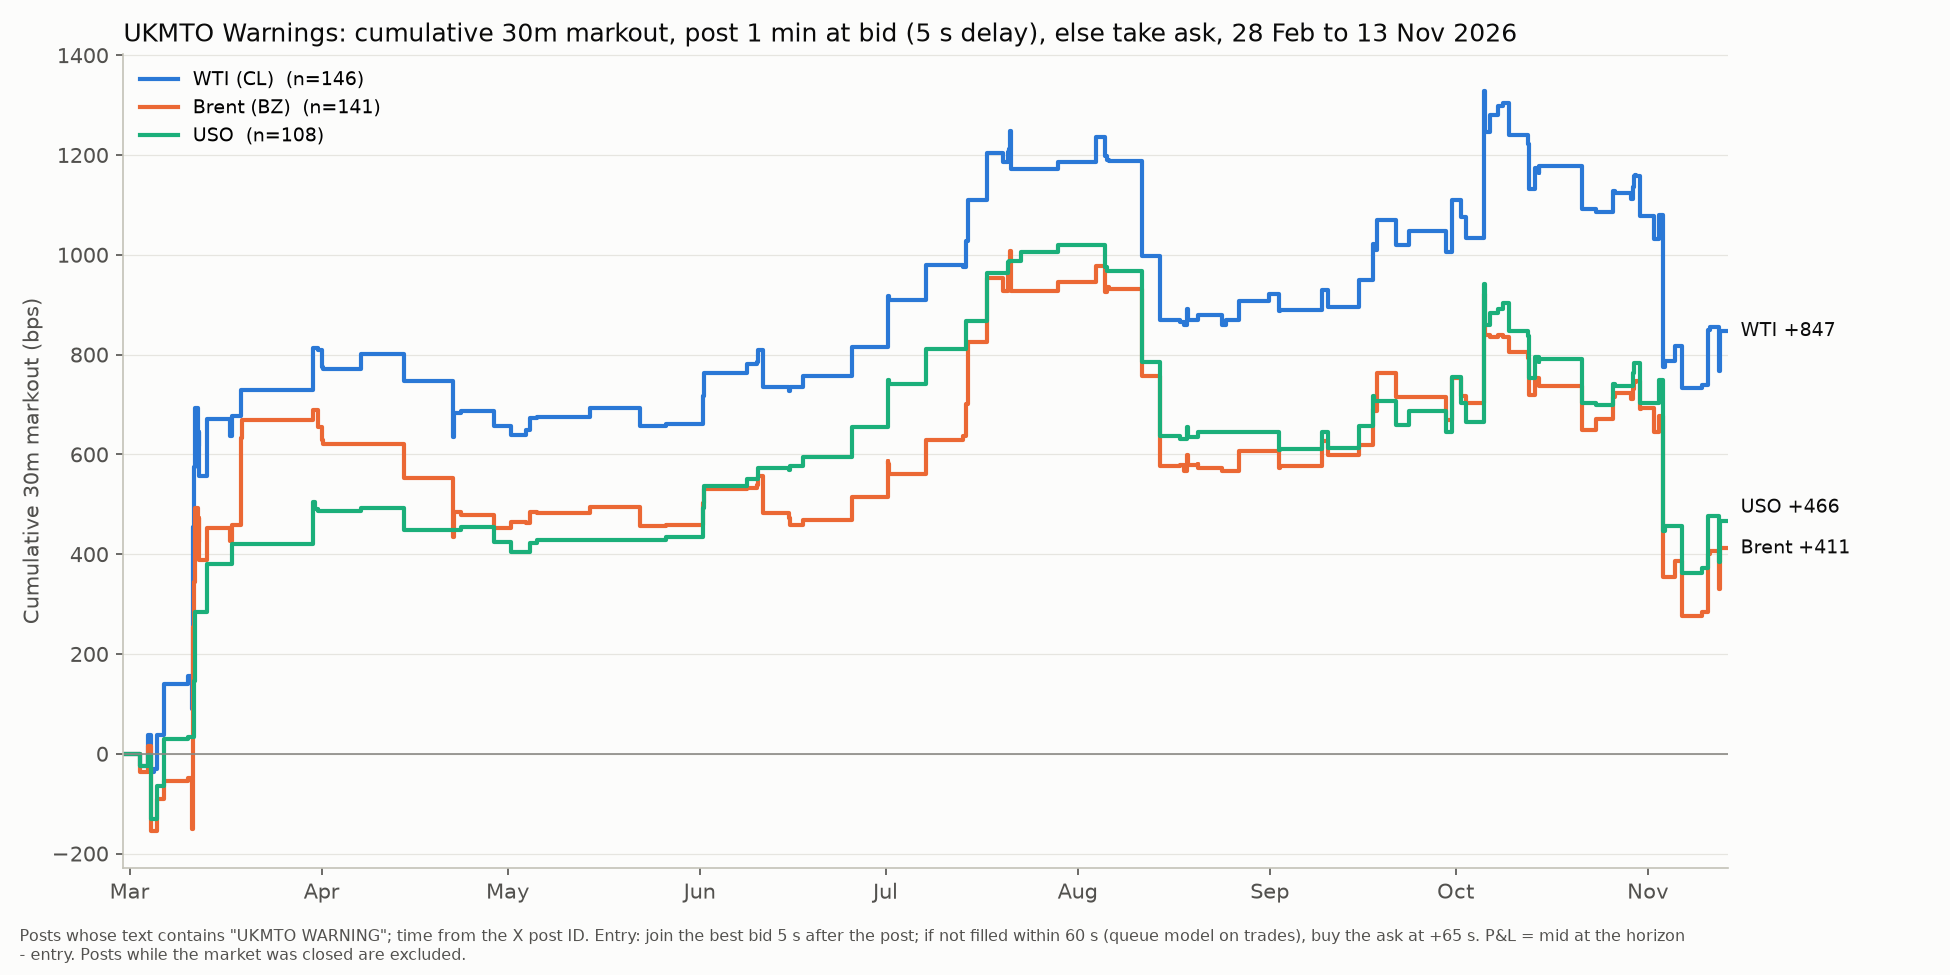 UKMTO Warnings: cumulative 30m markout, post 1 min at bid (5 s delay), else take ask, 28 Feb to 13 Nov 2026
Cumulative 30m markout (bps)
1400
1200
1000
800
600
400
200
0
−200
WTI (CL) (n=146)
Brent (BZ) (n=141)
USO (n=108)
WTI +847
USO +466
Brent +411
Mar Apr May Jun Jul Aug Sep Oct Nov
Posts whose text contains "UKMTO WARNING"; time from the X post ID. Entry: join the best bid 5 s after the post; if not filled within 60 s (queue model on trades), buy the ask at +65 s. P&L = mid at the horizon
- entry. Posts while the market was closed are excluded.